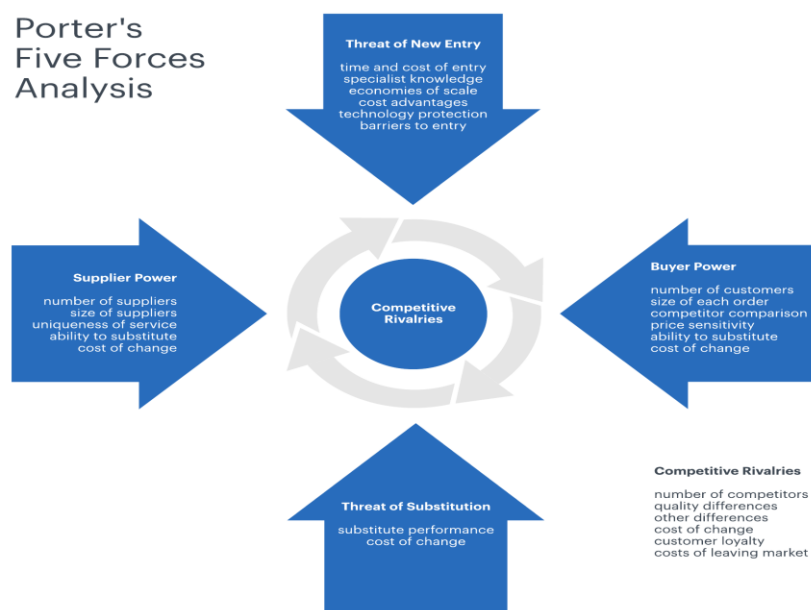 Porter's
Five Forces
Analysis
Threat of New Entry
time and cost of entry
specialist knowledge
economies of scale
cost advantages
technology protection
barriers to entry
Supplier Power
number of suppliers
size of suppliers
uniqueness of service
ability to substitute
cost of change
Competitive
Rivalries
Buyer Power
number of customers
size of each order
competitor comparison
price sensitivity
ability to substitute
cost of change
Threat of Substitution
substitute performance
cost of change
Competitive Rivalries
number of competitors
quality differences
other differences
cost of change
customer loyalty
costs of leaving market